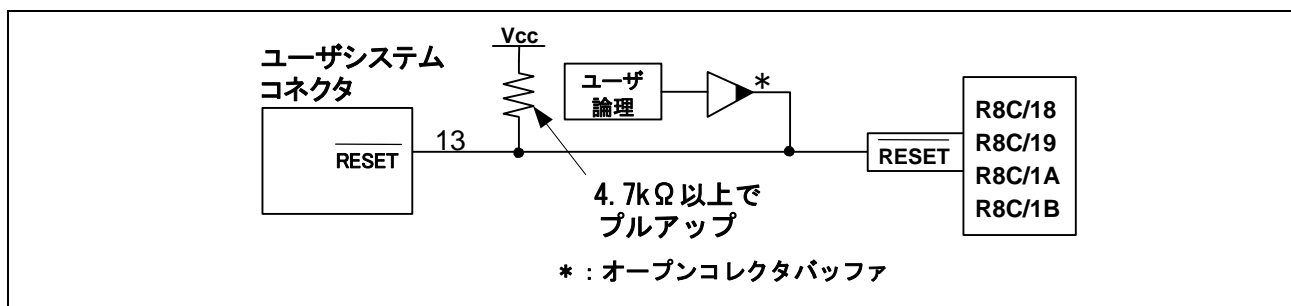 ユーザシステム
コネクタ
Vcc
ユーザ
論理
*
RESET
13
RESET
R8C/18
R8C/19
R8C/1A
R8C/1B
4.7kΩ以上で
プルアップ
*：オープンコレクタバッファ